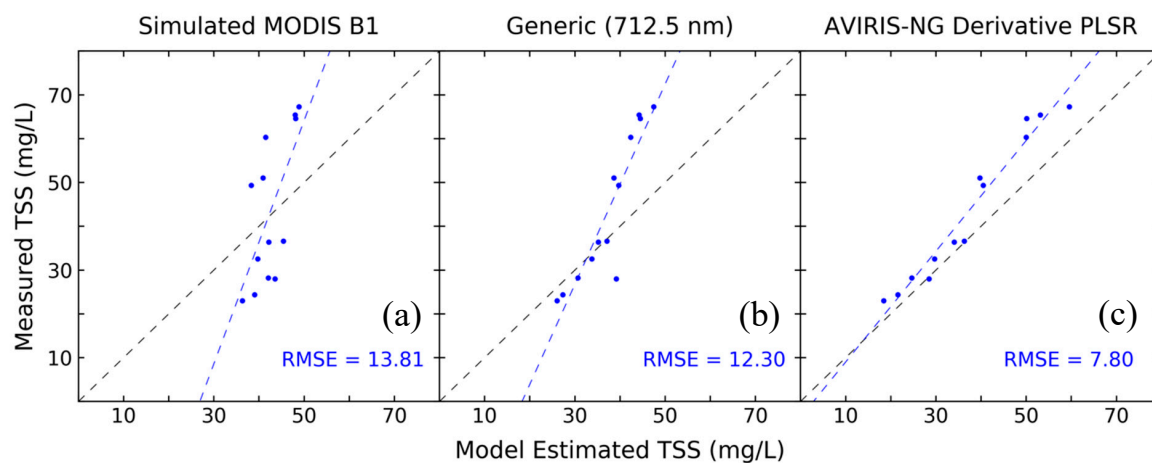 Simulated MODIS B1
Generic (712.5 nm)
AVIRIS-NG Derivative PLSR
Measured TSS (mg/L)
70
50
30
10
(a)
RMSE = 13.81
(b)
RMSE = 12.30
(c)
RMSE = 7.80
10 30 50 70
10 30 50 70
10 30 50 70
Model Estimated TSS (mg/L)